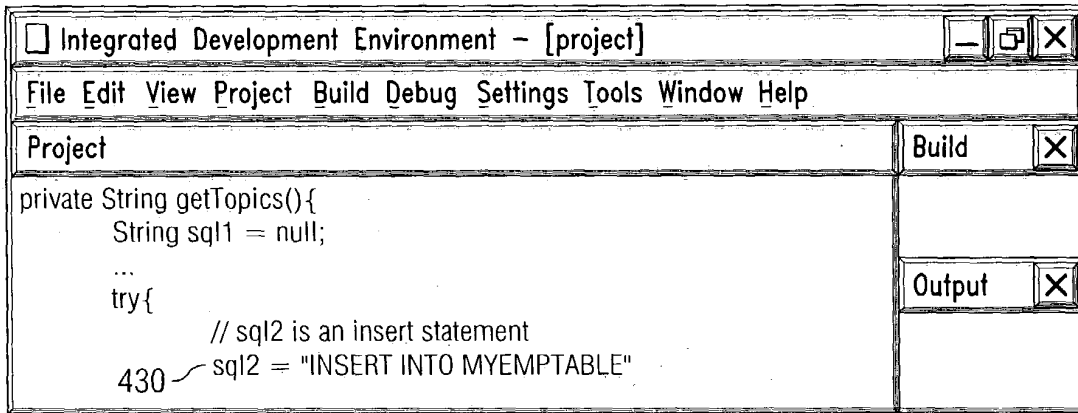 Integrated Development Environment – [project]
File Edit View Project Build Debug Settings Tools Window Help
Project
Build
private String getTopics(){
String sql1 = null;
...
try{
Output
// sql2 is an insert statement
430 sql2 = "INSERT INTO MYEMPTABLE"